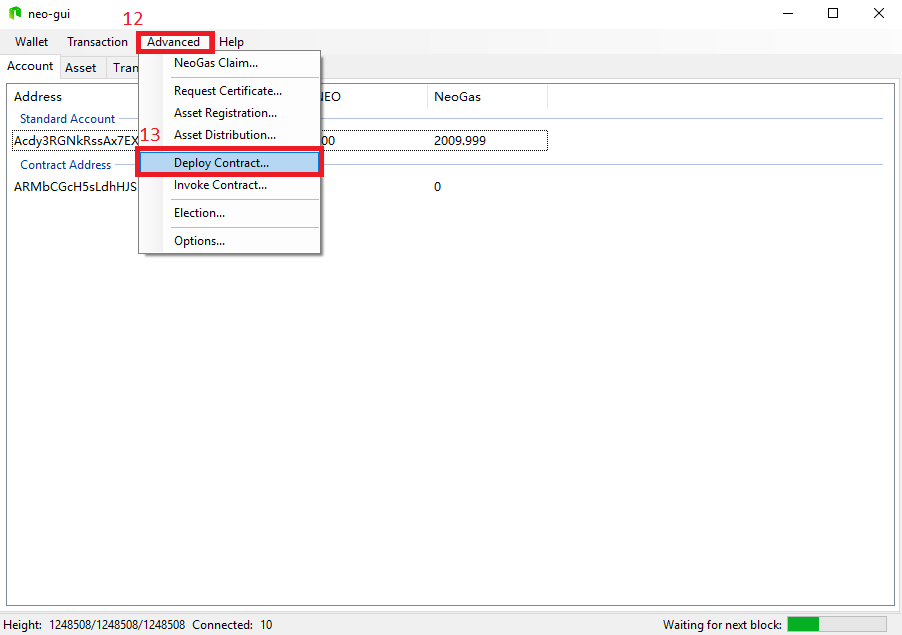 neo-gui
12
Wallet Transaction Advanced Help
Account Asset Tran
NeoGas Claim...
Request Certificate...
Asset Registration...
Asset Distribution...
13
Deploy Contract...
Invoke Contract...
Election...
Options...
Address NEO NeoGas
Standard Account
Acdy3RGNkRssAx7EX 00 2009.999
Contract Address
ARMbCGcH5sLdhHJS 0
Height: 1248508/1248508/1248508 Connected: 10 Waiting for next block: